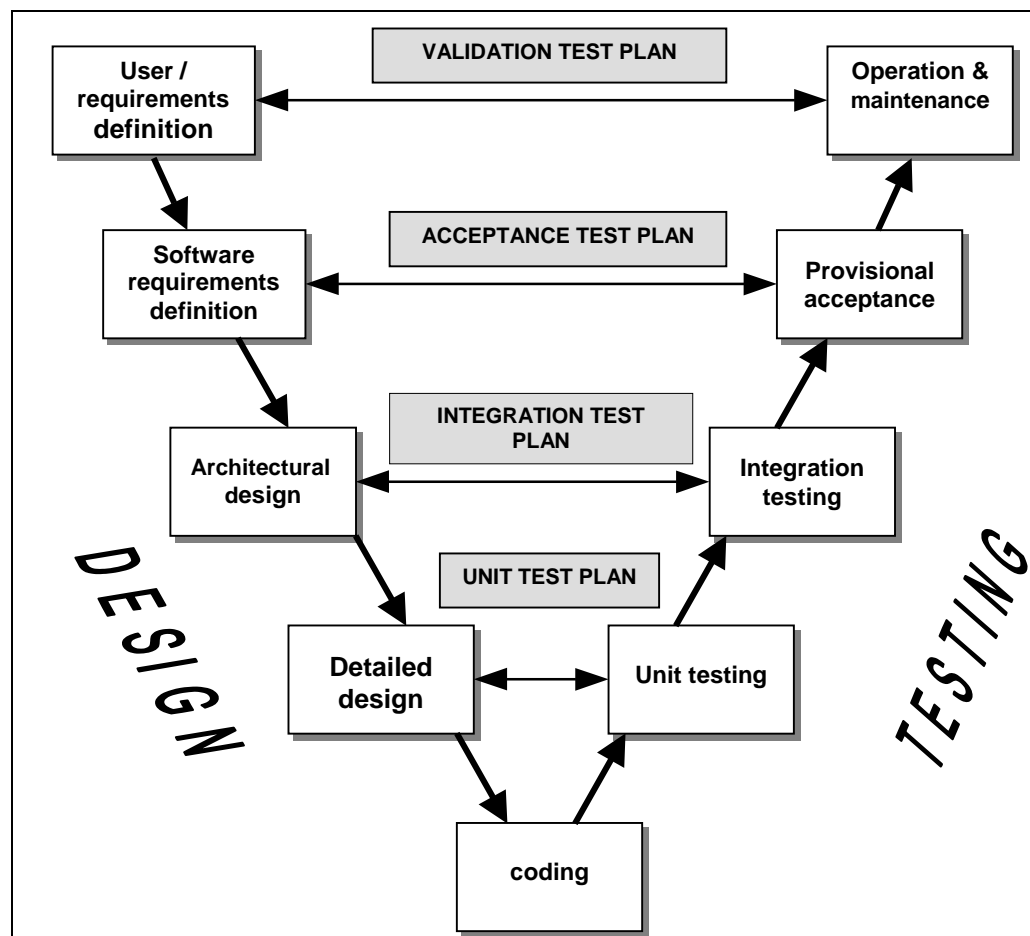 VALIDATION TEST PLAN
User /
requirements
definition
Operation &
maintenance
ACCEPTANCE TEST PLAN
Software
requirements
definition
Provisional
acceptance
INTEGRATION TEST
PLAN
Architectural
design
Integration
testing
UNIT TEST PLAN
Detailed
design
Unit testing
coding
DESIGN
TESTING